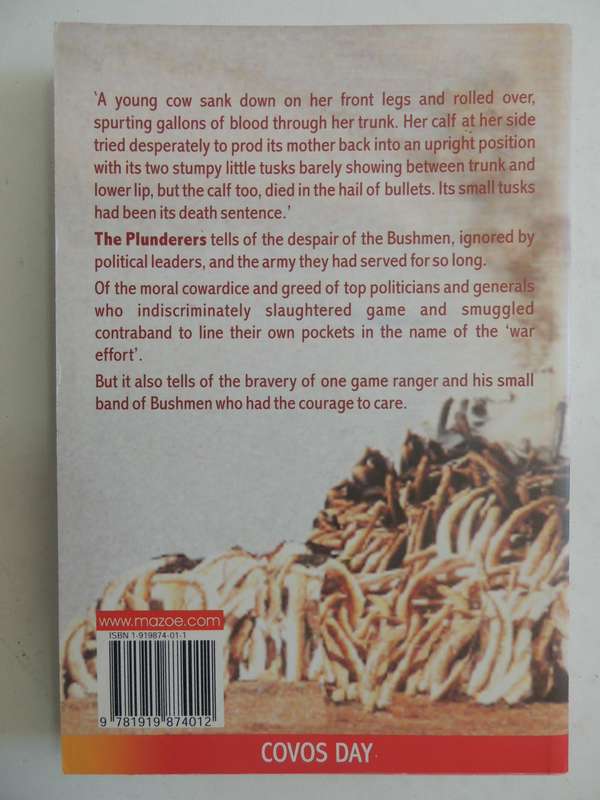 ‘A young cow sank down on her front legs and rolled over,
spurting gallons of blood through her trunk. Her calf at her side
tried desperately to prod its mother back into an upright position
with its two stumpy little tusks barely showing between trunk and
lower lip, but the calf too, died in the hail of bullets. Its small tusks
had been its death sentence.’
The Plunderers tells of the despair of the Bushmen, ignored by
political leaders, and the army they had served for so long.
Of the moral cowardice and greed of top politicians and generals
who indiscriminately slaughtered game and smuggled
contraband to line their own pockets in the name of the ‘war
effort’.
But it also tells of the bravery of one game ranger and his small
band of Bushmen who had the courage to care.
www.mazoe.com
ISBN 1-919874-01-1
9 781919 874012
COVOS DAY